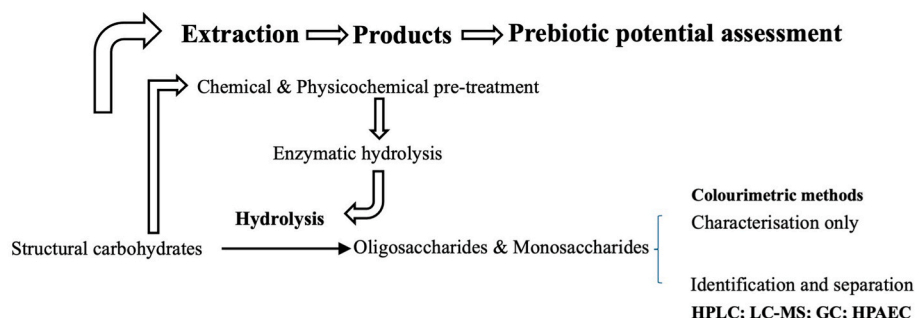 Extraction Products Prebiotic potential assessment
Chemical & Physicochemical pre-treatment
Enzymatic hydrolysis
Hydrolysis
Structural carbohydrates
Oligosaccharides & Monosaccharides
Colourimetric methods
Characterisation only
Identification and separation
HPLC; LC-MS; GC; HPAEC